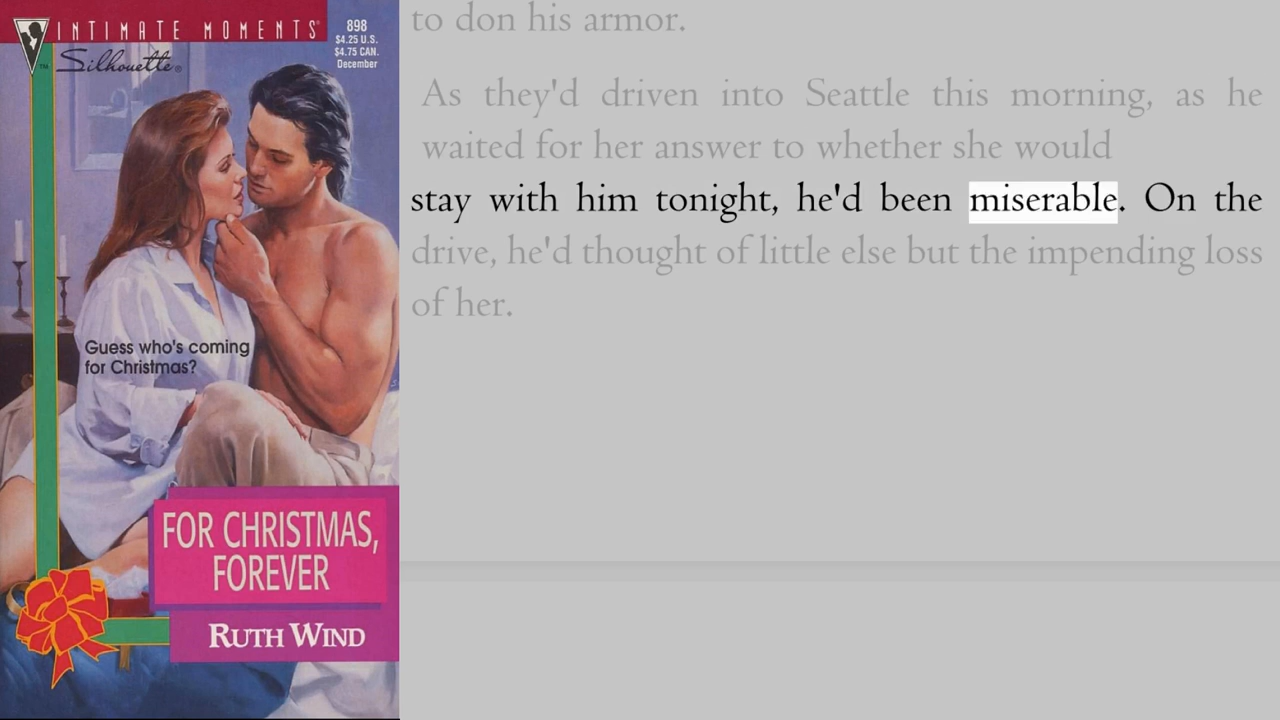 INTIMATE MOMENTS®
Silhouette®
TM
898
$4.25 U.S.
$4.75 CAN.
December
Guess who's coming
for Christmas?
FOR CHRISTMAS,
FOREVER
RUTH WIND
to don his armor.
As they'd driven into Seattle this morning, as he
waited for her answer to whether she would
stay with him tonight, he'd been miserable. On the
drive, he'd thought of little else but the impending loss
of her.